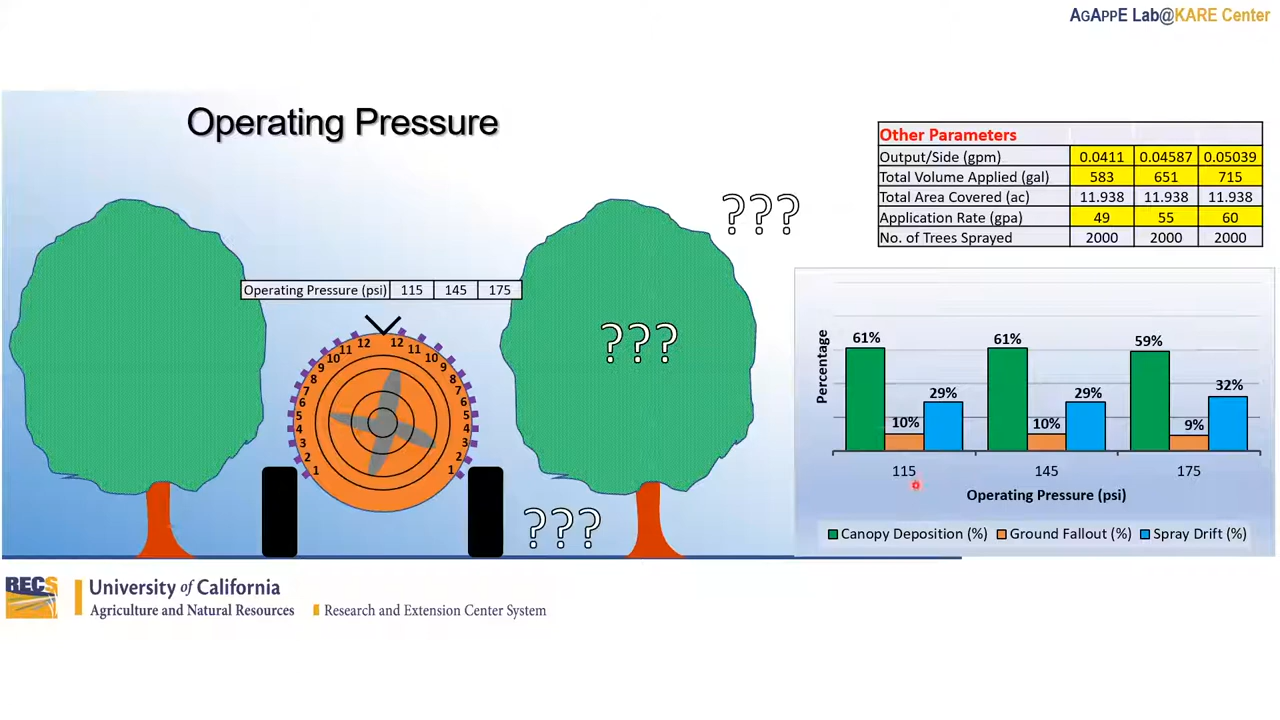 AGAPPE Lab@KARE Center
Operating Pressure
Other Parameters
Output/Side (gpm) 0.0411 0.04587 0.05039
Total Volume Applied (gal) 583 651 715
Total Area Covered (ac) 11.938 11.938 11.938
Application Rate (gpa) 49 55 60
No. of Trees Sprayed 2000 2000 2000
???
Operating Pressure (psi) 115 145 175
???
???
12 12
11 11
10 10
9 9
8 8
7 7
6 6
5 5
4 4
3 3
2 2
1 1
Percentage
61% 10% 29%
61% 10% 29%
59% 9% 32%
115 145 175
Operating Pressure (psi)
Canopy Deposition (%) Ground Fallout (%) Spray Drift (%)
RECS
University of California
Agriculture and Natural Resources
Research and Extension Center System